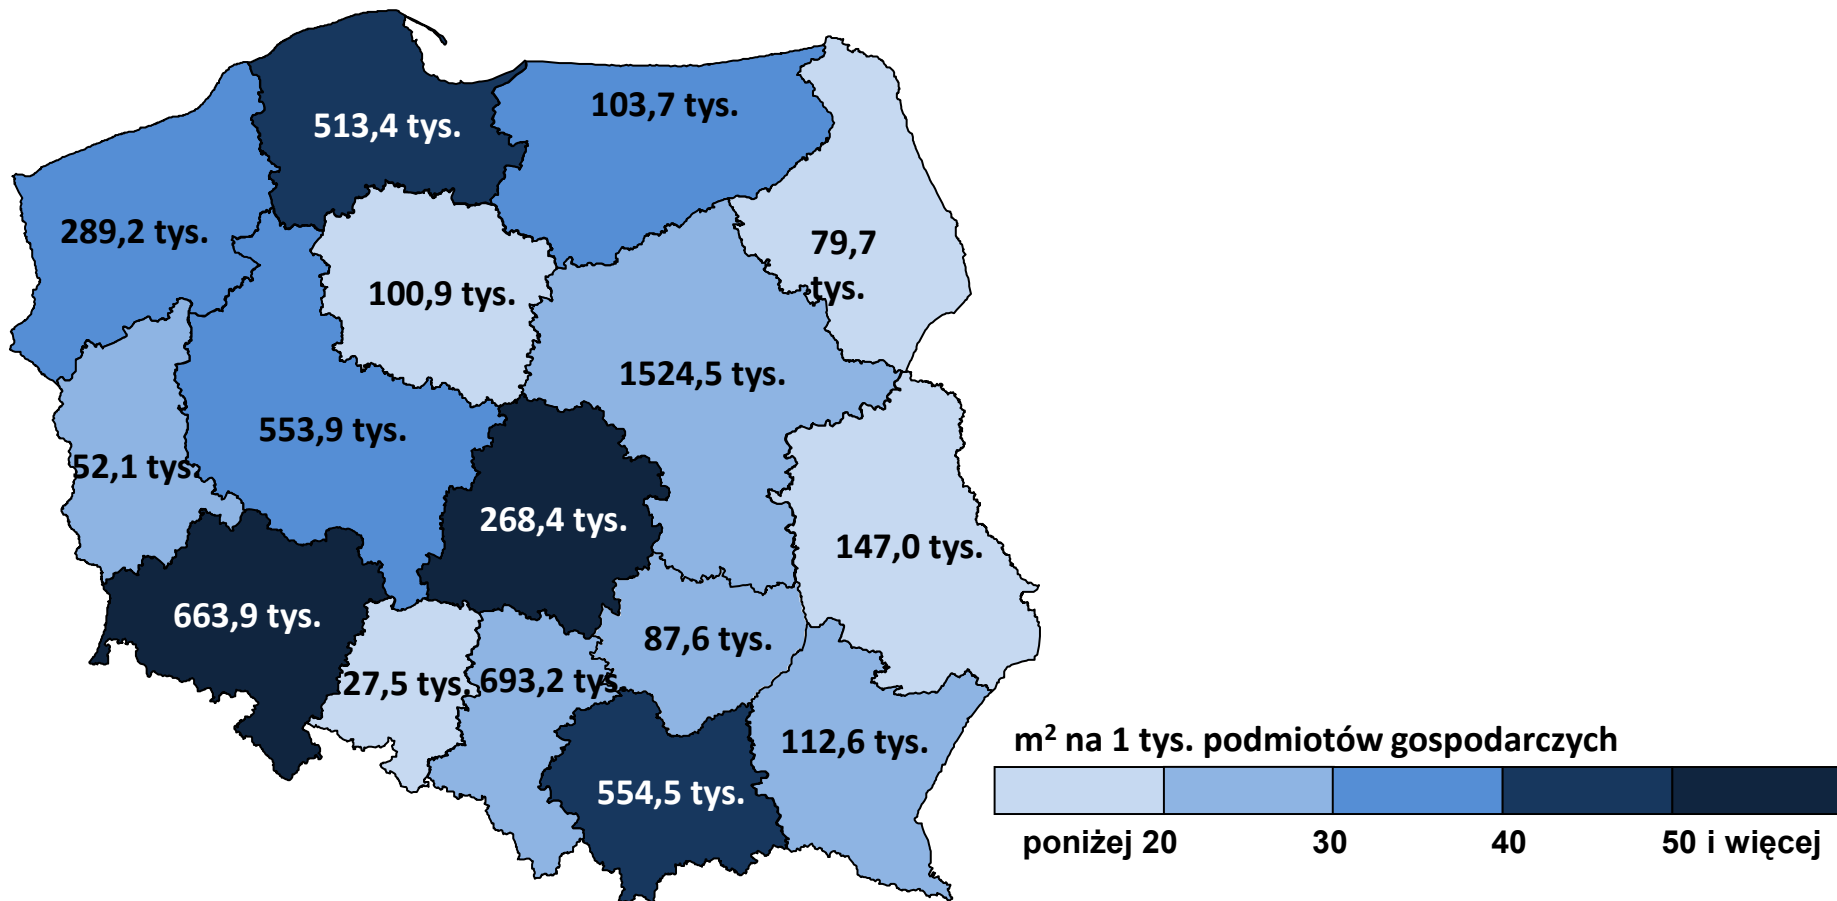 513,4 tys.
103,7 tys.
289,2 tys.
79,7
tys.
100,9 tys.
1524,5 tys.
553,9 tys.
52,1 tys.
268,4 tys.
147,0 tys.
663,9 tys.
87,6 tys.
27,5 tys.
693,2 tys.
112,6 tys.
554,5 tys.
m² na 1 tys. podmiotów gospodarczych
poniżej 20 30 40 50 i więcej